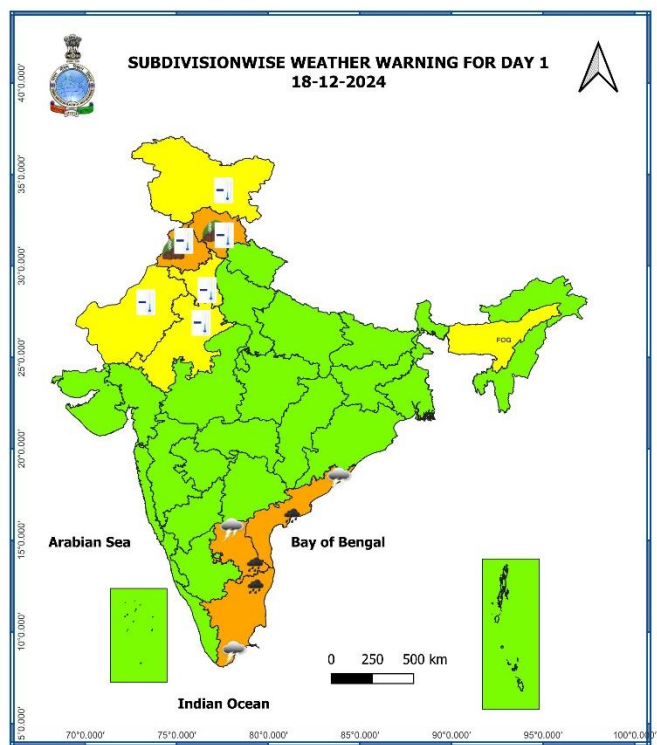 SUBDIVISIONWISE WEATHER WARNING FOR DAY 1
18-12-2024
40°0.000'
35°0.000'
30°0.000'
25°0.000'
20°0.000'
15°0.000'
10°0.000'
5°0.000'
FOG
Arabian Sea
Bay of Bengal
0 250 500 km
Indian Ocean
70°0.000' 75°0.000' 80°0.000' 85°0.000' 90°0.000' 95°0.000' 100°0.000'